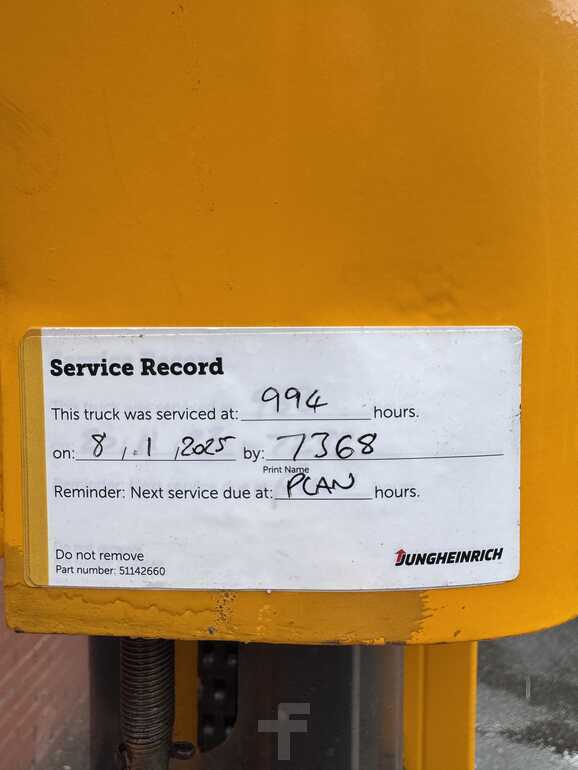 Service Record
This truck was serviced at: 994 hours.
on: 8 , . 1 , 2025 by: 7368
Print Name
Reminder: Next service due at: PLAN hours.
Do not remove
Part number: 51142660
JUNGHEINRICH